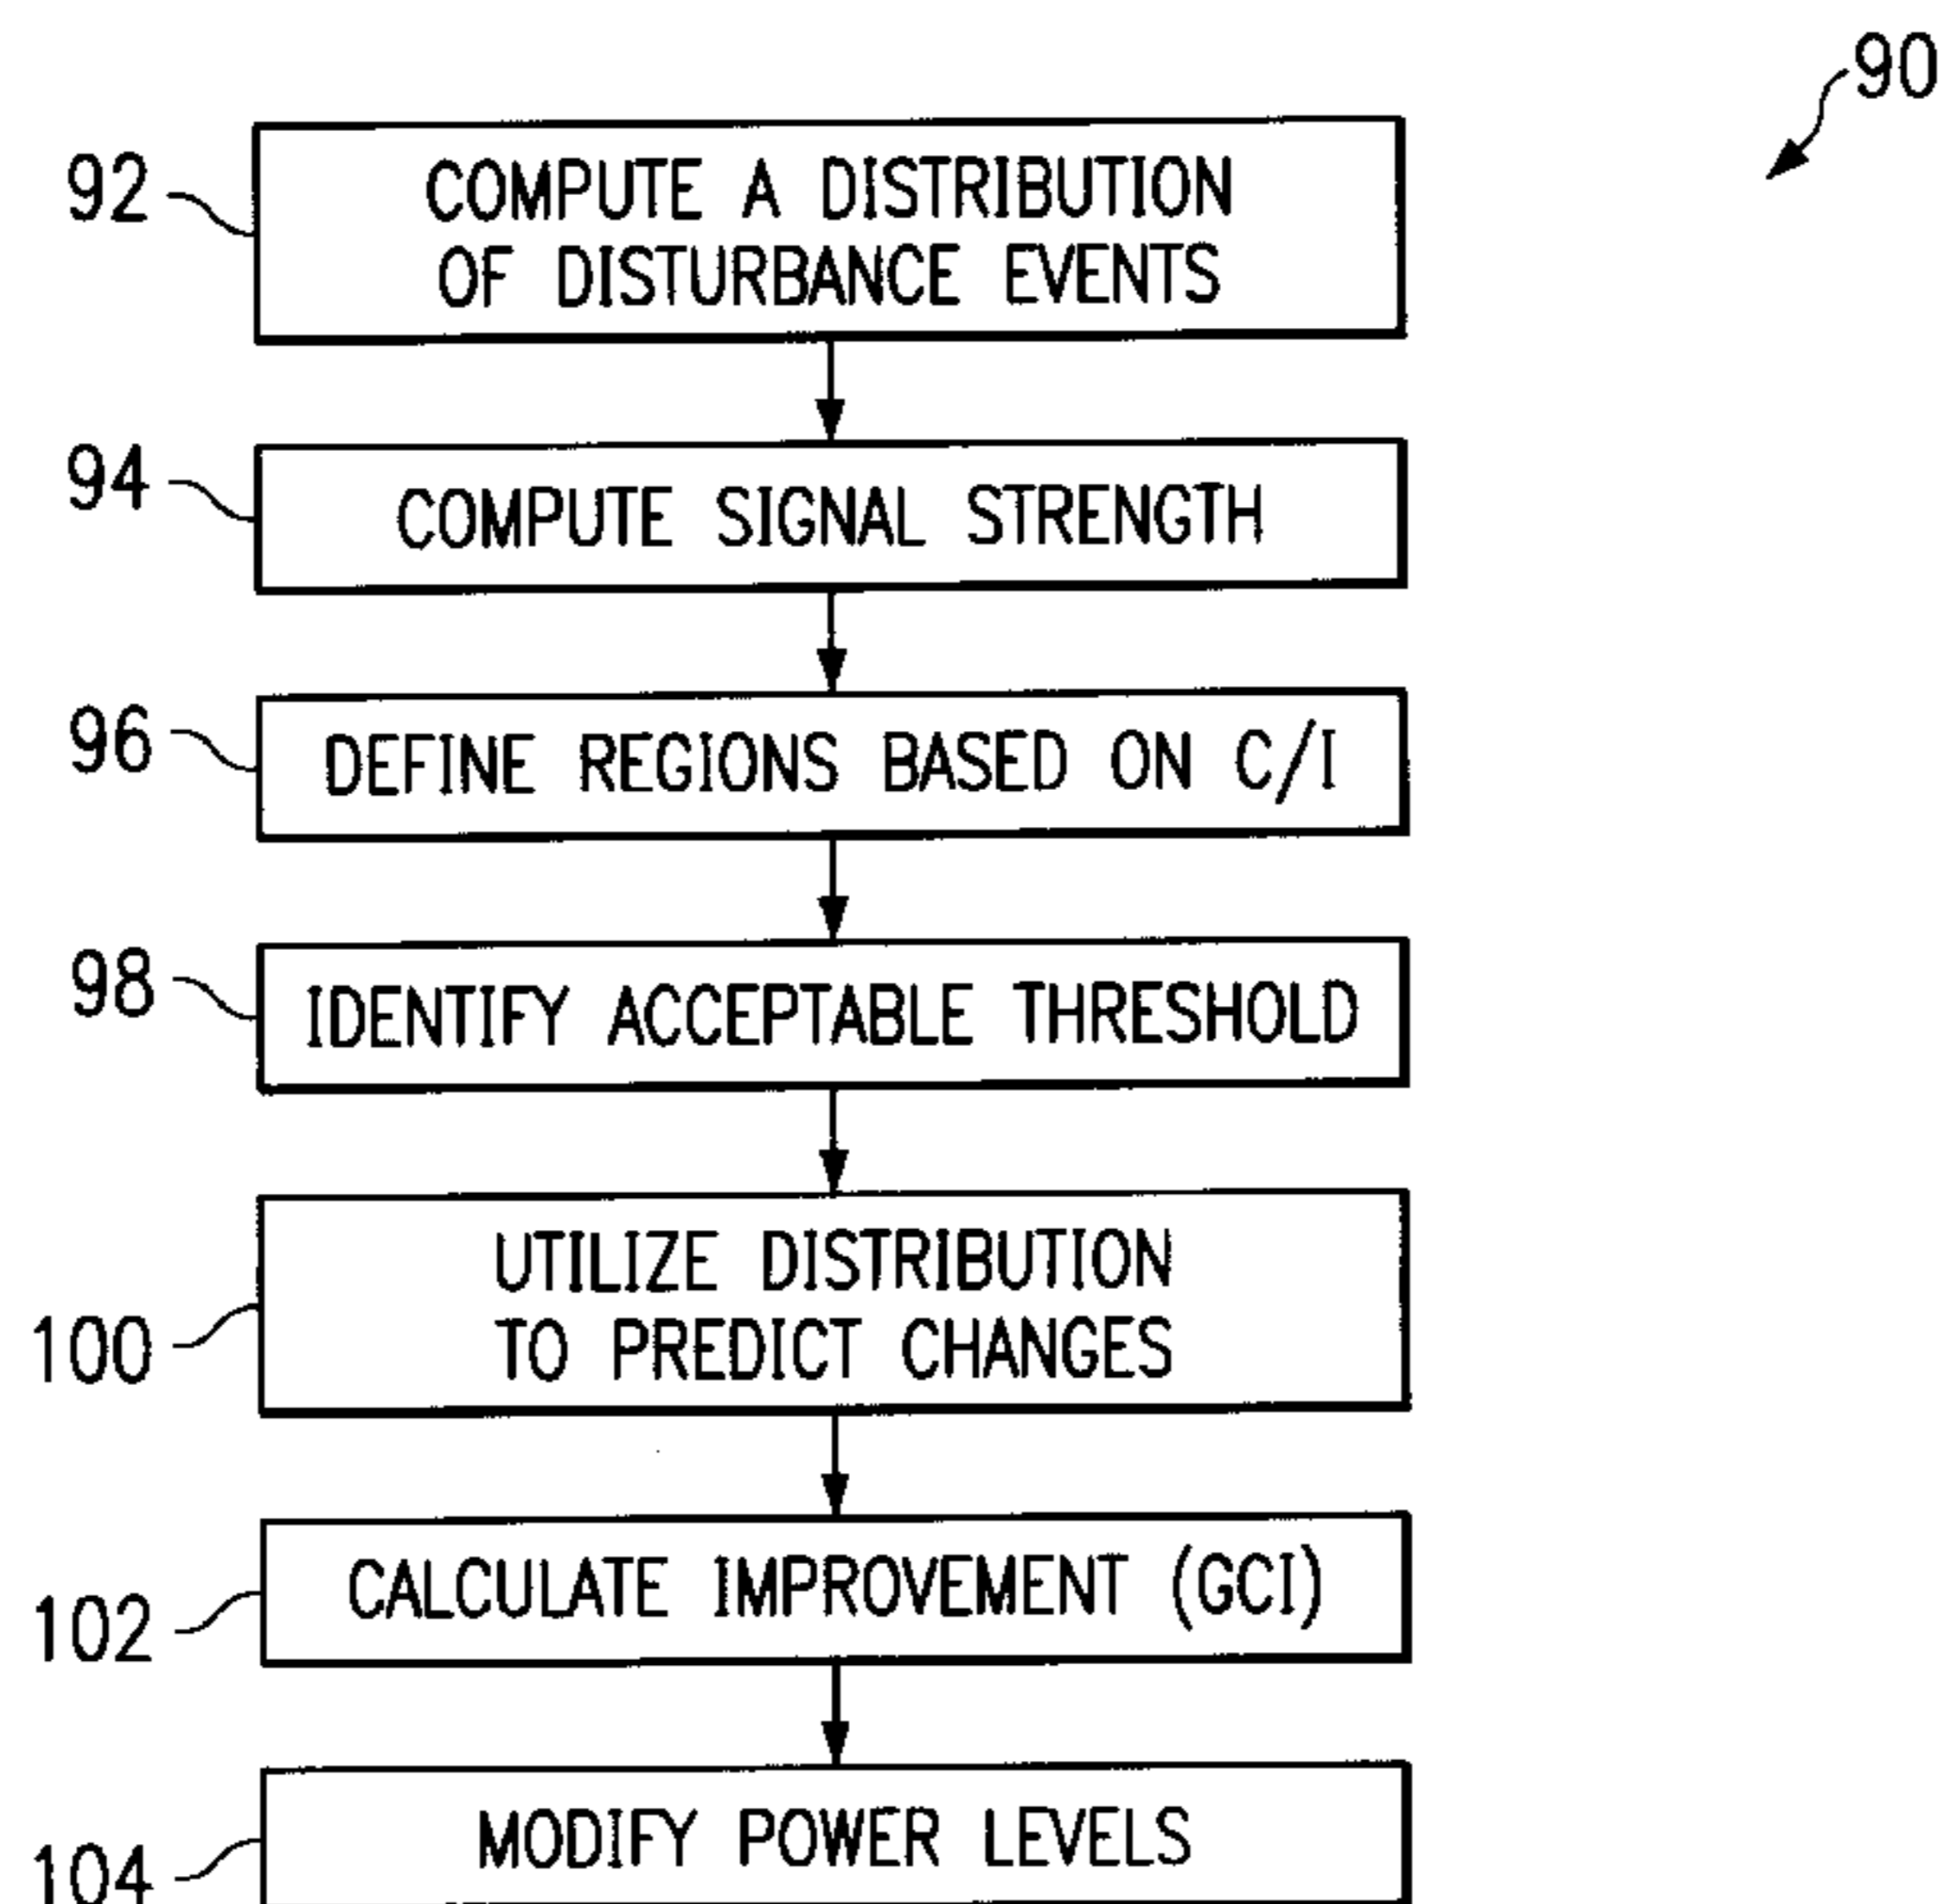 90
92
COMPUTE A DISTRIBUTION
OF DISTURBANCE EVENTS
94
COMPUTE SIGNAL STRENGTH
96
DEFINE REGIONS BASED ON C/I
98
IDENTIFY ACCEPTABLE THRESHOLD
100
UTILIZE DISTRIBUTION
TO PREDICT CHANGES
102
CALCULATE IMPROVEMENT (GCI)
104
MODIFY POWER LEVELS